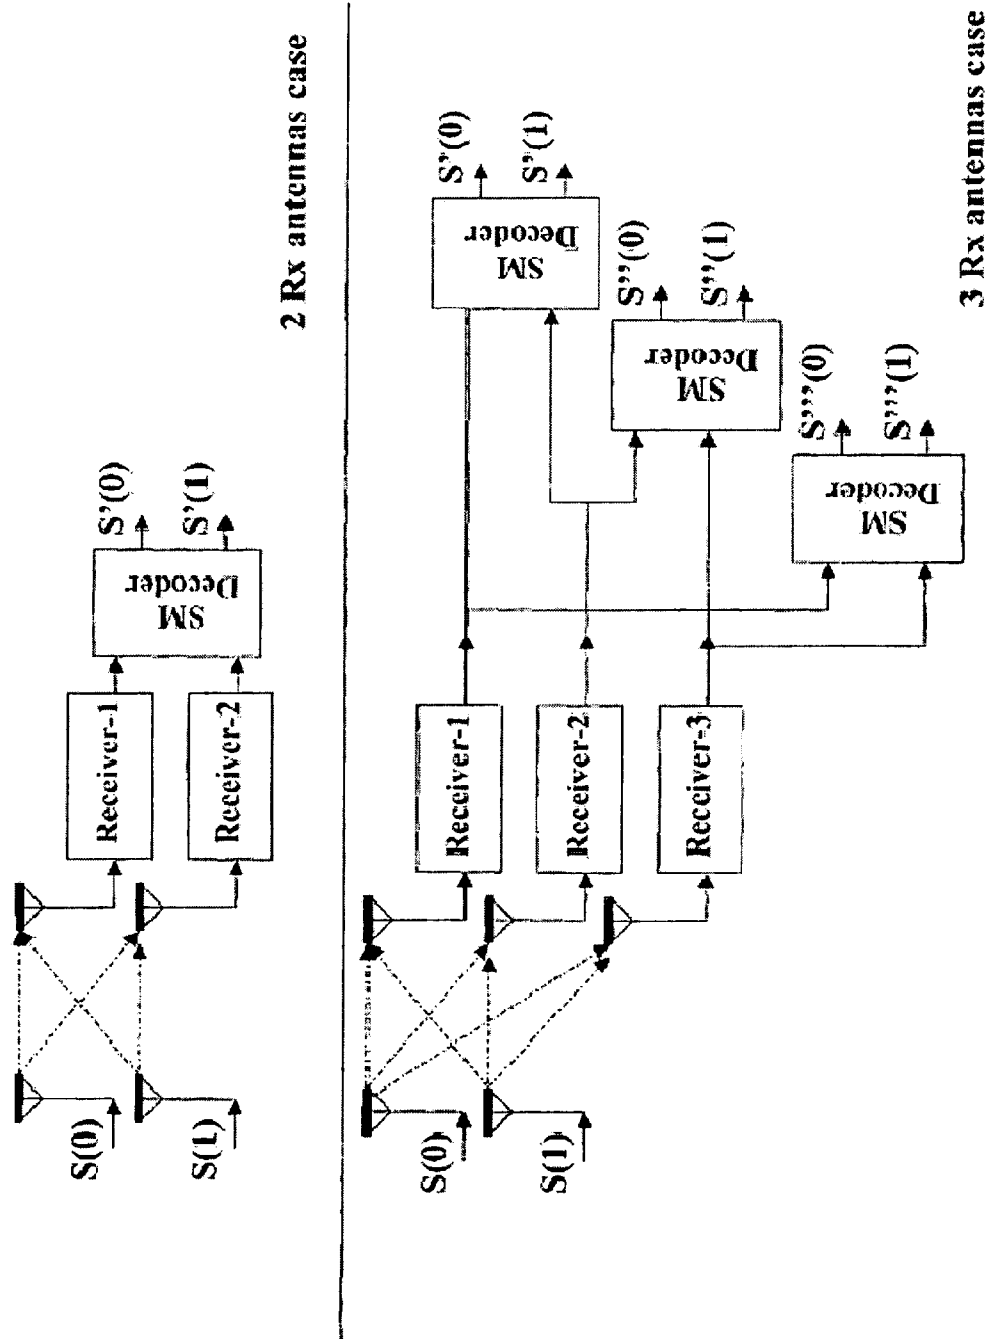 S(0)
S(1)
Receiver-1
Receiver-2
SM
Decoder
S'(0)
S'(1)
2 Rx antennas case
S(0)
S(1)
Receiver-1
Receiver-2
Receiver-3
SM
Decoder
S'(0)
S'(1)
SM
Decoder
S''(0)
S''(1)
SM
Decoder
S'''(0)
S'''(1)
3 Rx antennas case